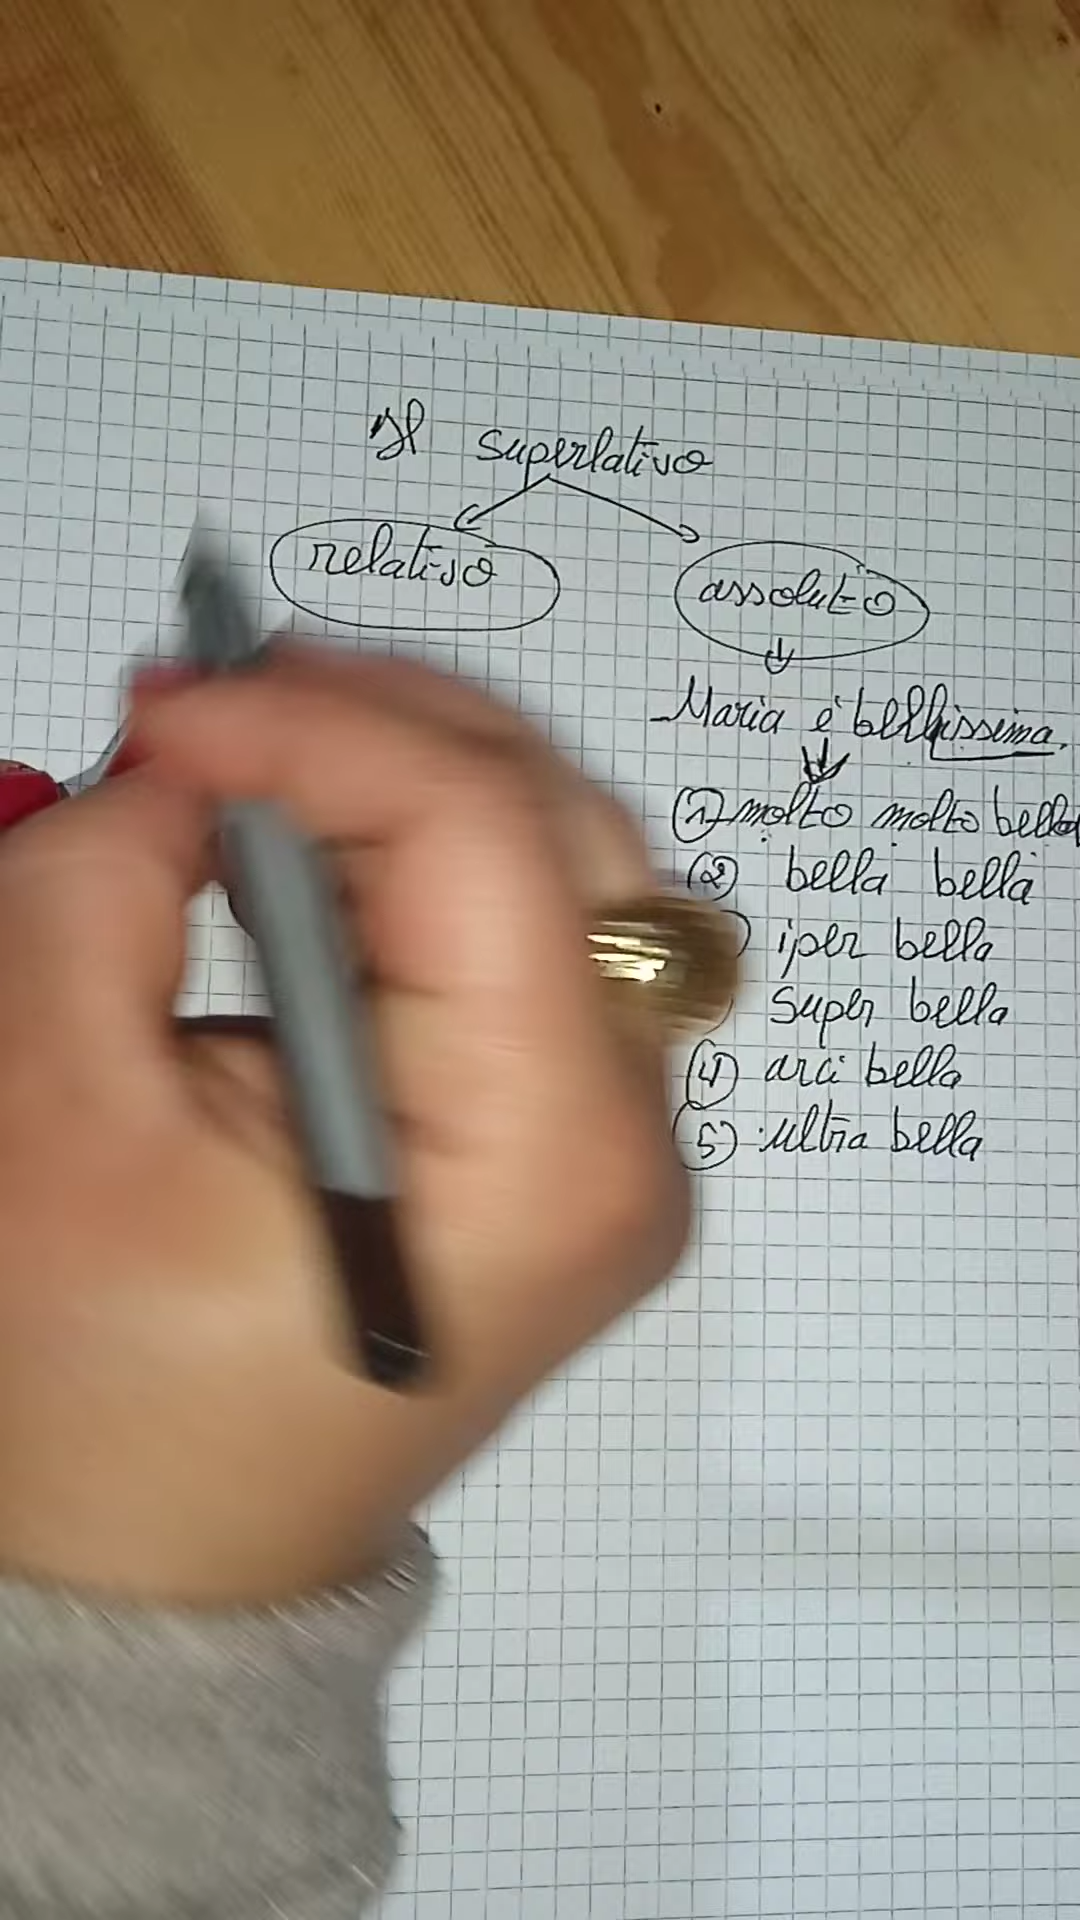 Il superlativo
relativo
assoluto
Maria è bellissima.
1 molto molto bella
2 bella bella
iper bella
super bella
4 arci bella
5 ultra bella